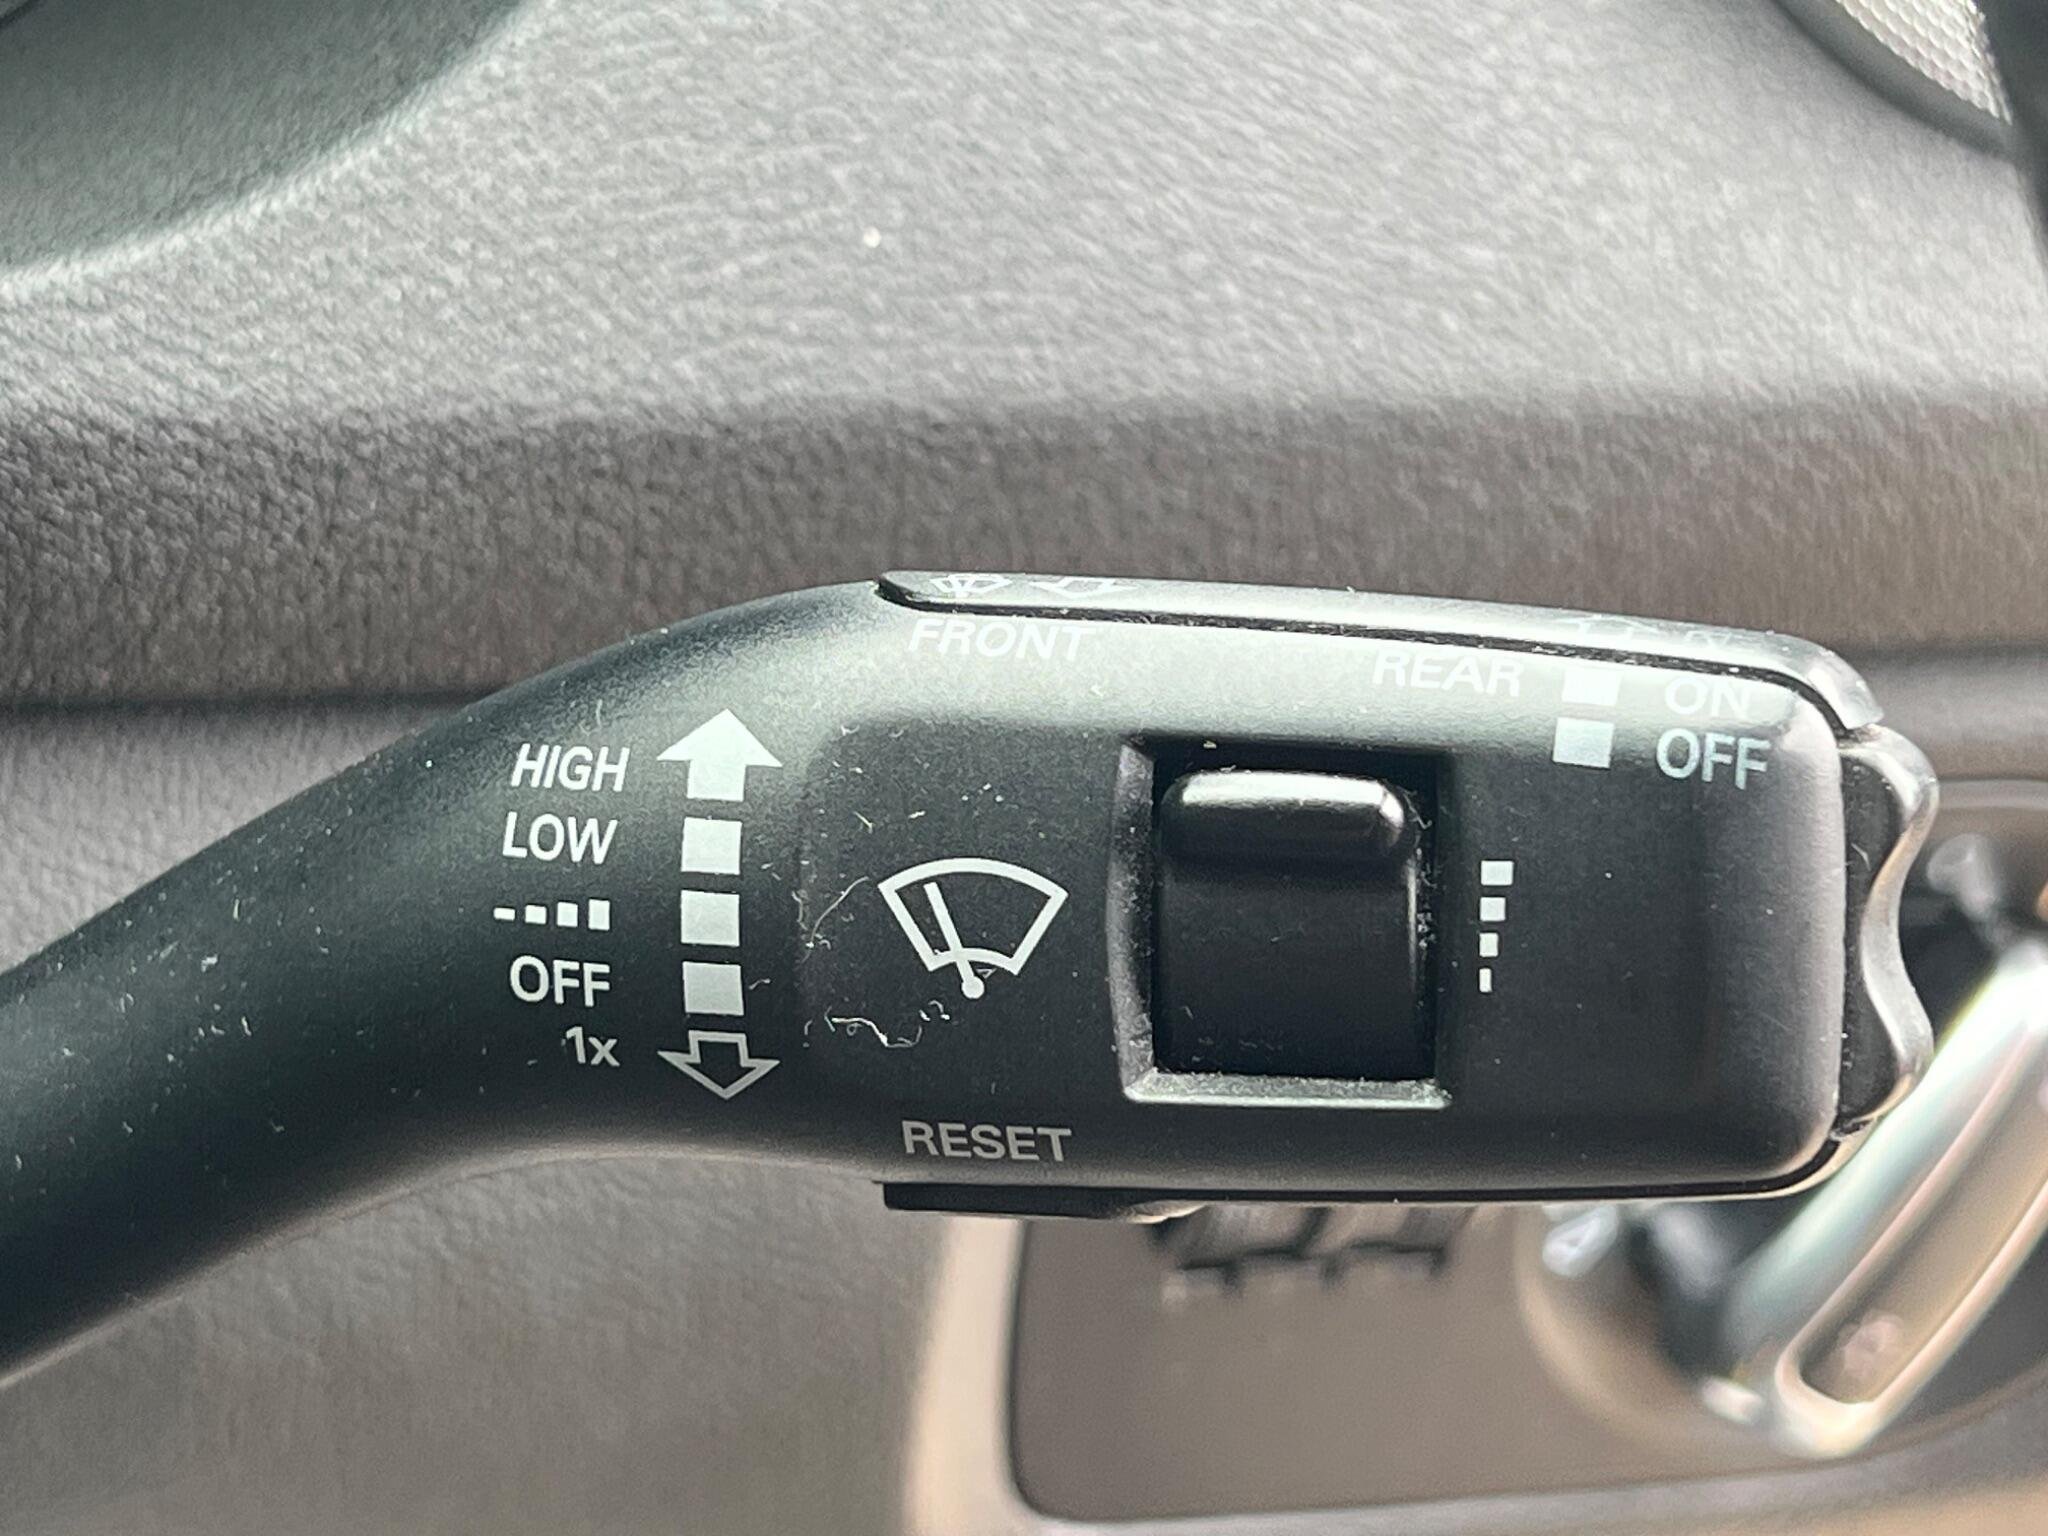 FRONT
REAR
ON
OFF
HIGH
LOW
OFF
1x
RESET